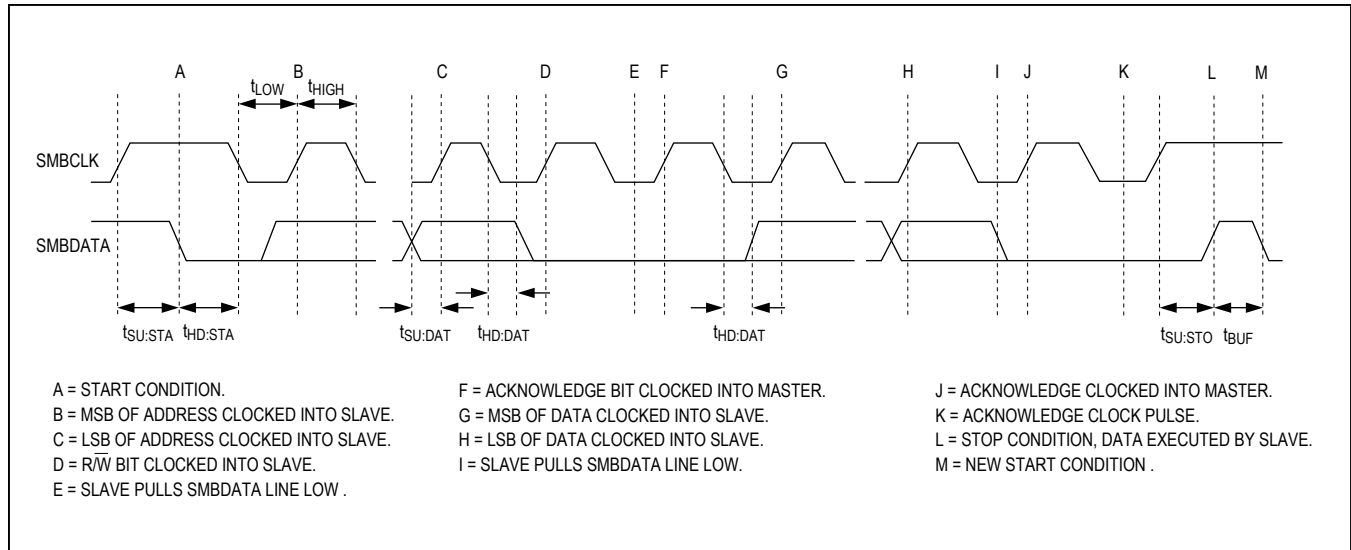 A B C D E F G H I J K L M
tLOW tHIGH
SMBCLK
SMBDATA
tSU:STA tHD:STA tSU:DAT tHD:DAT tHD:DAT tSU:STO tBUF
A = START CONDITION.
B = MSB OF ADDRESS CLOCKED INTO SLAVE.
C = LSB OF ADDRESS CLOCKED INTO SLAVE.
D = R/W̅ BIT CLOCKED INTO SLAVE.
E = SLAVE PULLS SMBDATA LINE LOW .
F = ACKNOWLEDGE BIT CLOCKED INTO MASTER.
G = MSB OF DATA CLOCKED INTO SLAVE.
H = LSB OF DATA CLOCKED INTO SLAVE.
I = SLAVE PULLS SMBDATA LINE LOW.
J = ACKNOWLEDGE CLOCKED INTO MASTER.
K = ACKNOWLEDGE CLOCK PULSE.
L = STOP CONDITION, DATA EXECUTED BY SLAVE.
M = NEW START CONDITION .